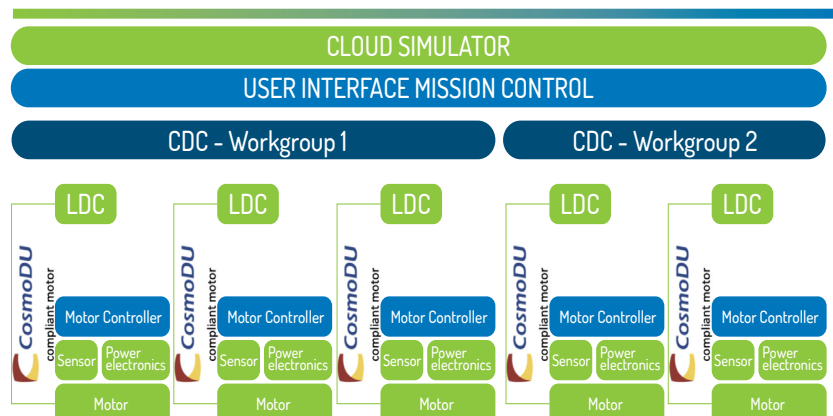 CLOUD SIMULATOR
USER INTERFACE MISSION CONTROL
CDC - Workgroup 1
CDC - Workgroup 2
LDC
CosmoDU
compliant motor
Motor Controller
Sensor
Power
electronics
Motor
LDC
CosmoDU
compliant motor
Motor Controller
Sensor
Power
electronics
Motor
LDC
CosmoDU
compliant motor
Motor Controller
Sensor
Power
electronics
Motor
LDC
CosmoDU
compliant motor
Motor Controller
Sensor
Power
electronics
Motor
LDC
CosmoDU
compliant motor
Motor Controller
Sensor
Power
electronics
Motor